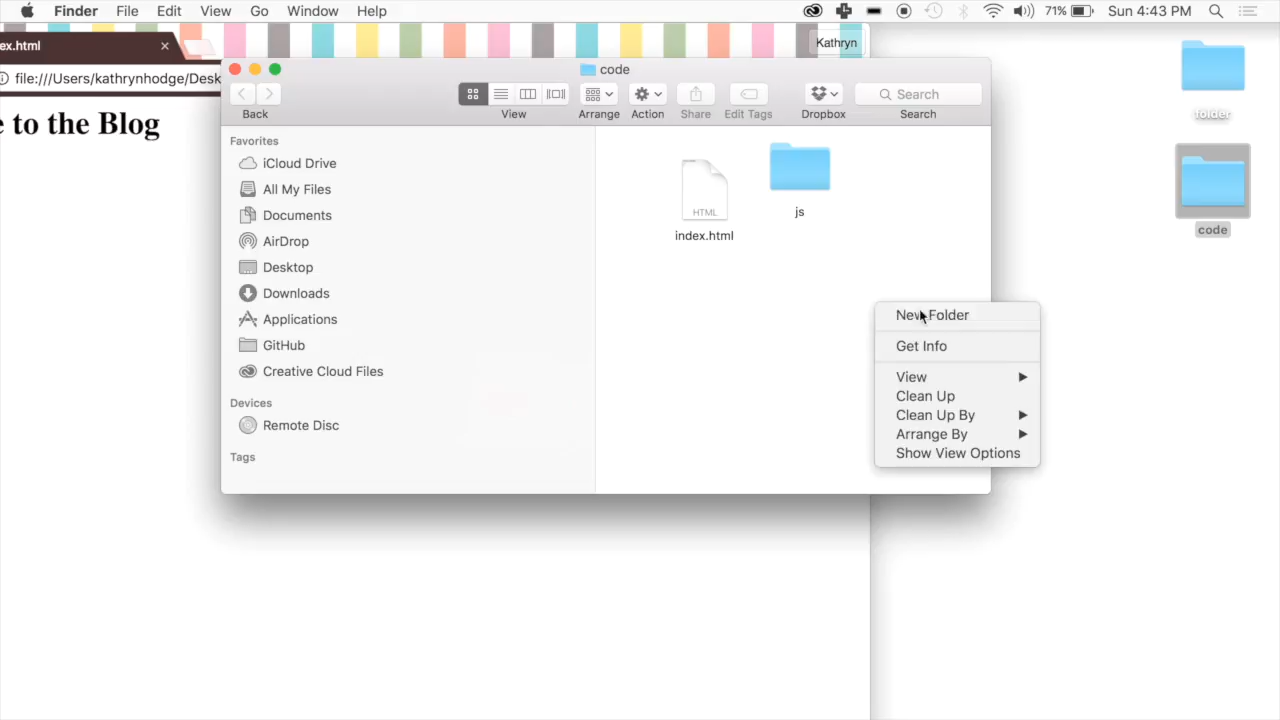 Finder File Edit View Go Window Help 71% Sun 4:43 PM
ex.html
Kathryn
file:///Users/kathrynhodge/Desk
e to the Blog
code
Search
Back View Arrange Action Share Edit Tags Dropbox Search
Favorites
iCloud Drive
All My Files
Documents
AirDrop
Desktop
Downloads
Applications
GitHub
Creative Cloud Files
Devices
Remote Disc
Tags
HTML
index.html
js
New Folder
Get Info
View
Clean Up
Clean Up By
Arrange By
Show View Options
folder
code